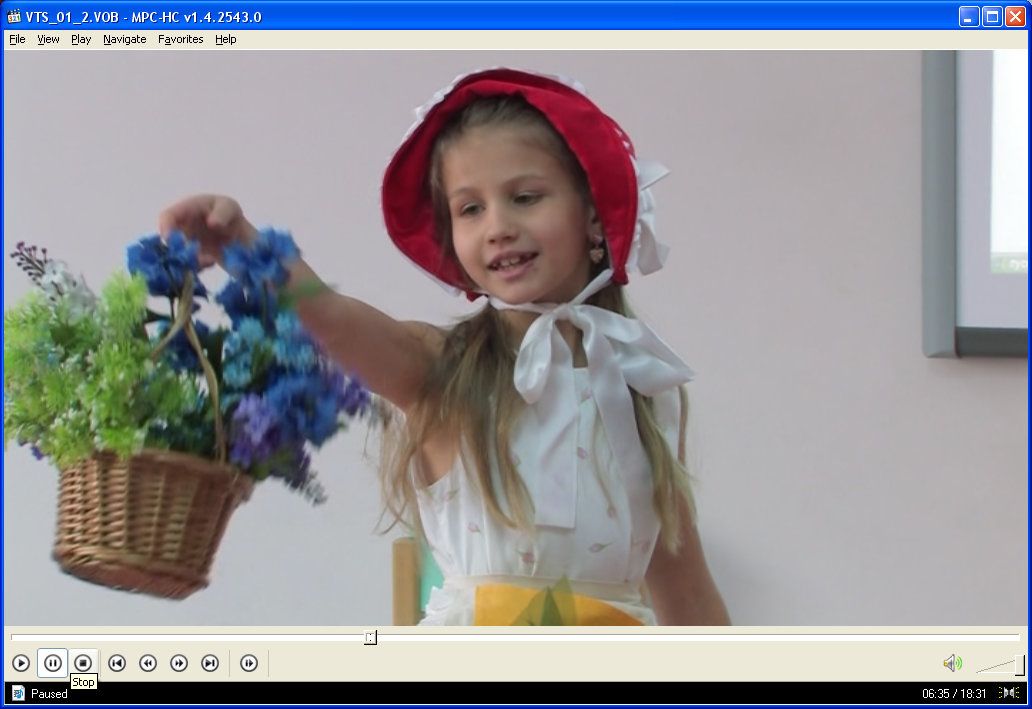 VTS_01_2.VOB - MPC-HC v1.4.2543.0
File View Play Navigate Favorites Help
Stop
Paused
06:35 / 18:31